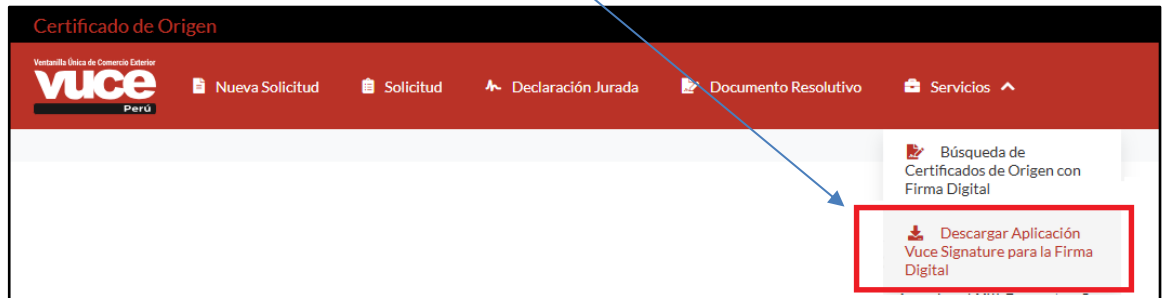 Certificado de Origen
Ventanilla Única de Comercio Exterior
vuce
Perú
Nueva Solicitud
Solicitud
Declaración Jurada
Documento Resolutivo
Servicios
Búsqueda de
Certificados de Origen con
Firma Digital
Descargar Aplicación
Vuce Signature para la Firma
Digital